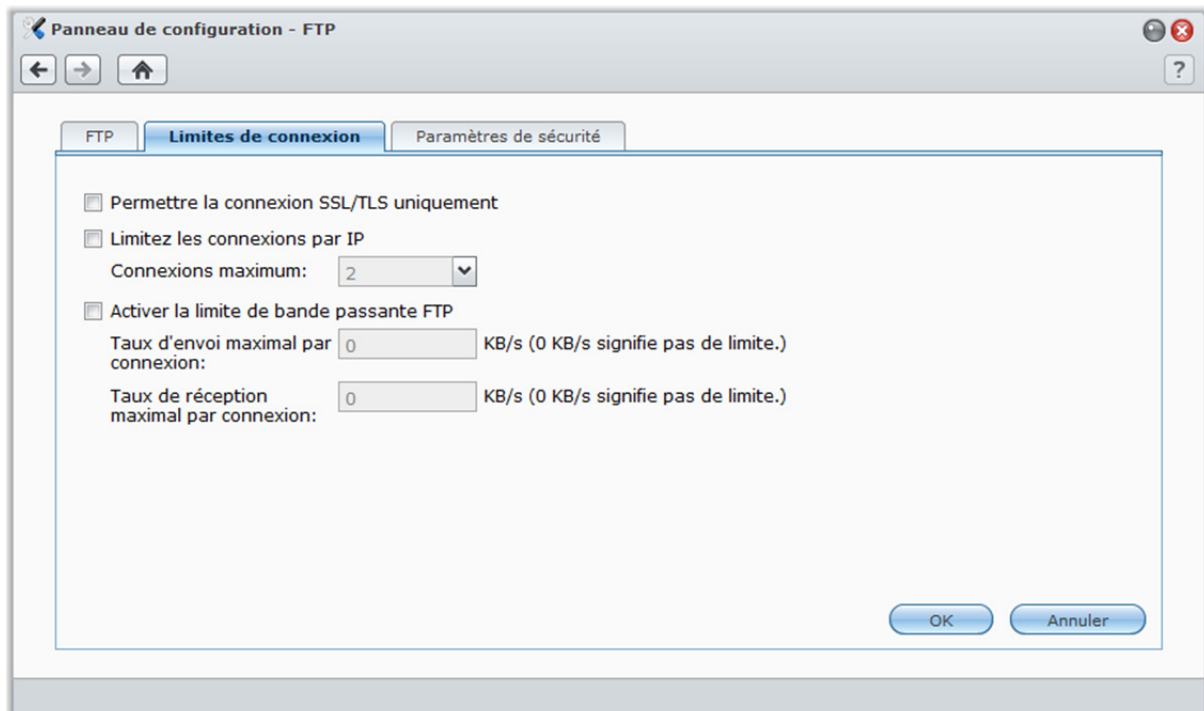 Panneau de configuration - FTP
?
FTP
Limites de connexion
Paramètres de sécurité
Permettre la connexion SSL/TLS uniquement
Limitez les connexions par IP
Connexions maximum:
2
Activer la limite de bande passante FTP
Taux d'envoi maximal par
connexion:
0
KB/s (0 KB/s signifie pas de limite.)
Taux de réception
maximal par connexion:
0
KB/s (0 KB/s signifie pas de limite.)
OK
Annuler